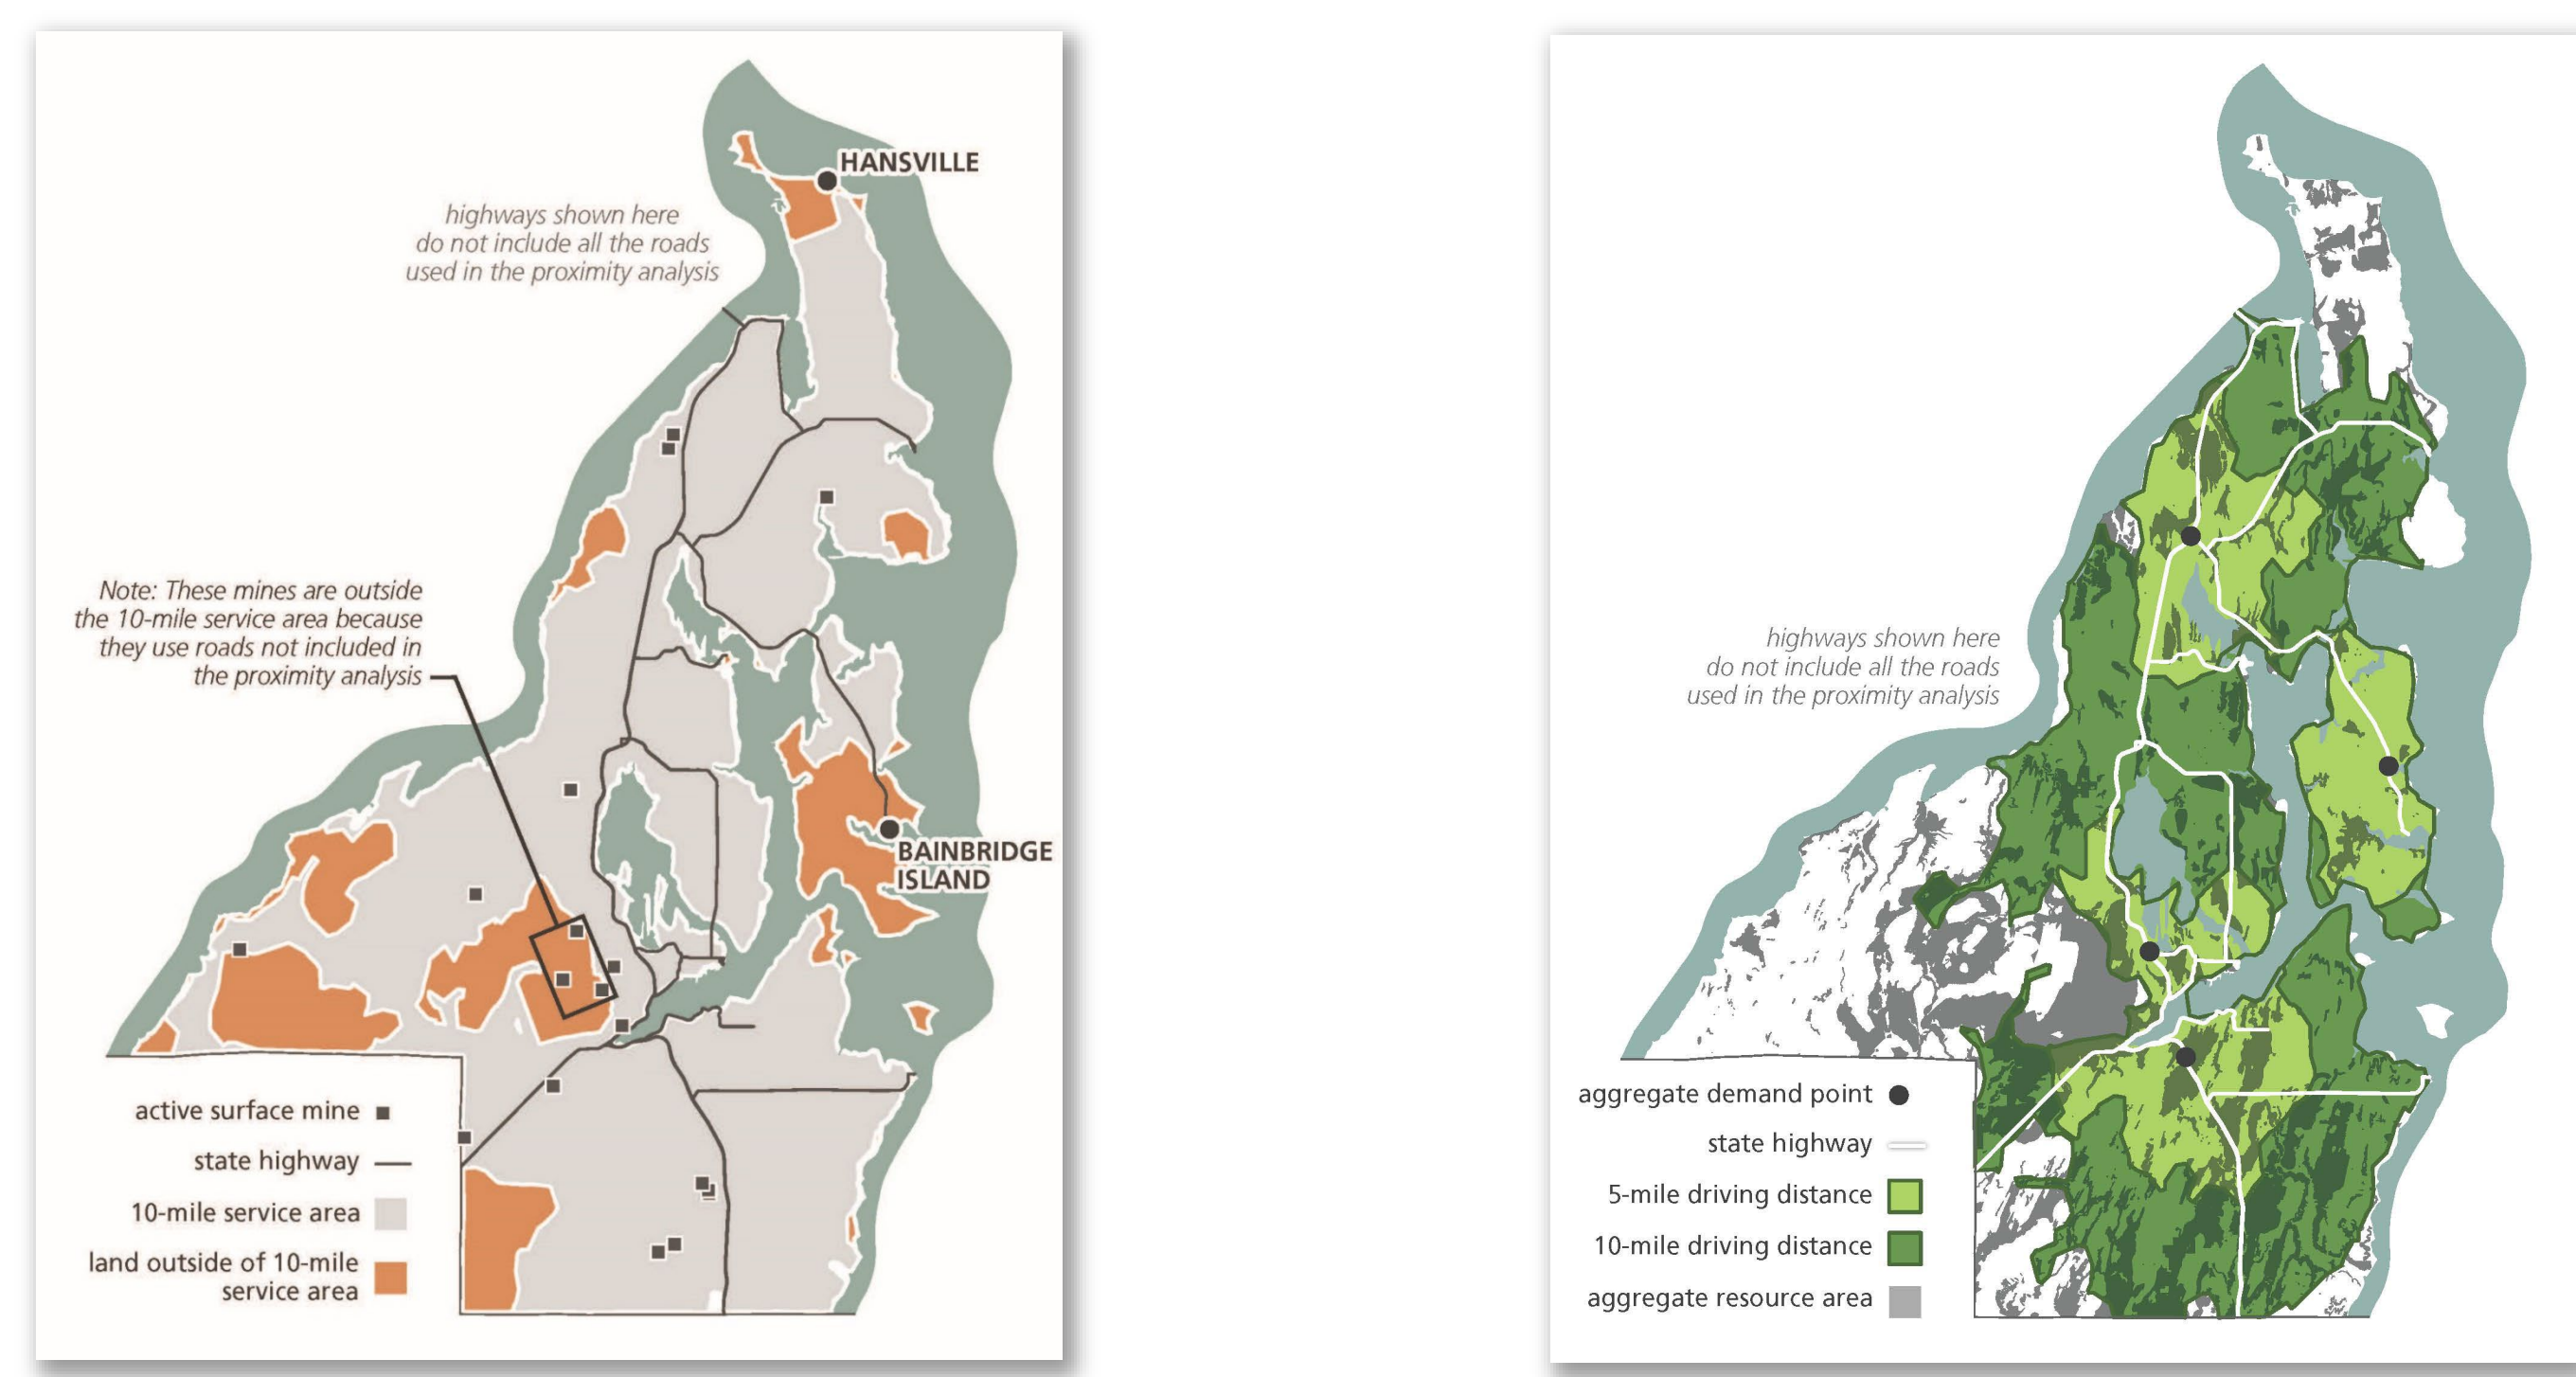 HANSVILLE
highways shown here
do not include all the roads
used in the proximity analysis
Note: These mines are outside
the 10-mile service area because
they use roads not included in
the proximity analysis
BAINBRIDGE
ISLAND
active surface mine
state highway
10-mile service area
land outside of 10-mile
service area
highways shown here
do not include all the roads
used in the proximity analysis
aggregate demand point
state highway
5-mile driving distance
10-mile driving distance
aggregate resource area